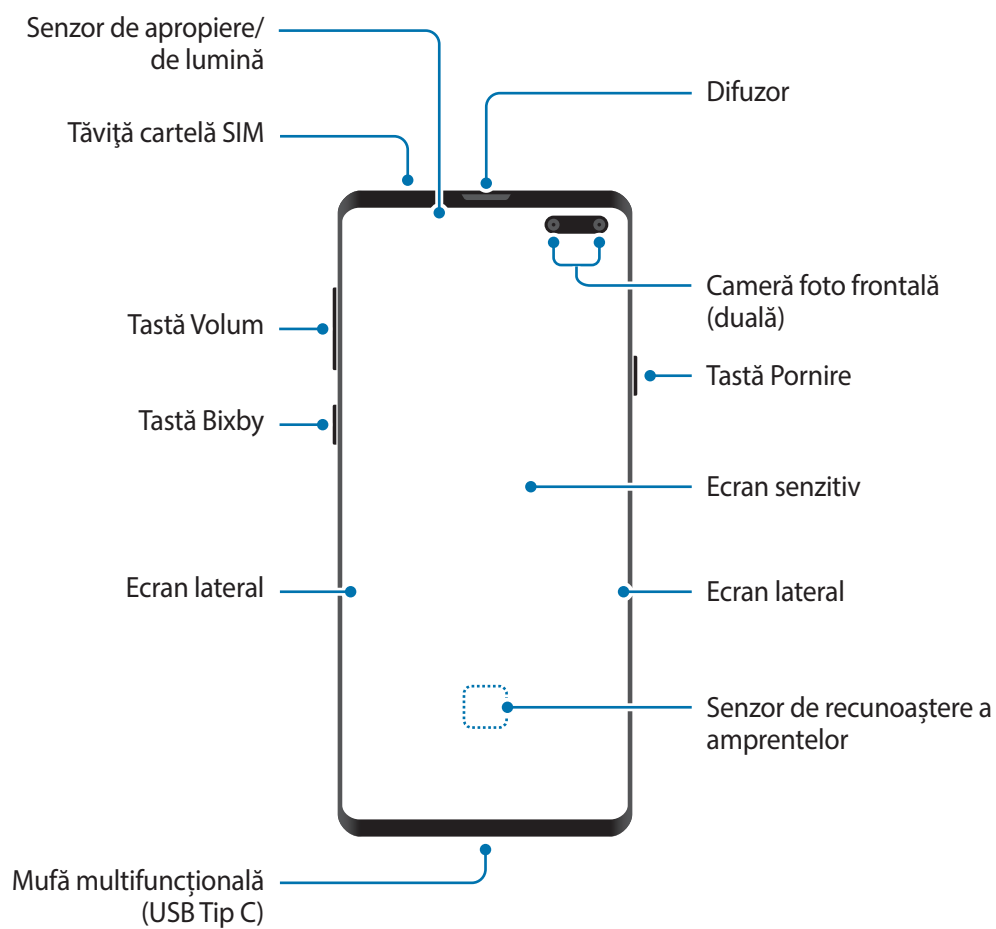 Senzor de apropiere/
de lumină
Tăviţă cartelă SIM
Tastă Volum
Tastă Bixby
Ecran lateral
Mufă multifuncțională
(USB Tip C)
Difuzor
Cameră foto frontală
(duală)
Tastă Pornire
Ecran senzitiv
Ecran lateral
Senzor de recunoaștere a
amprentelor